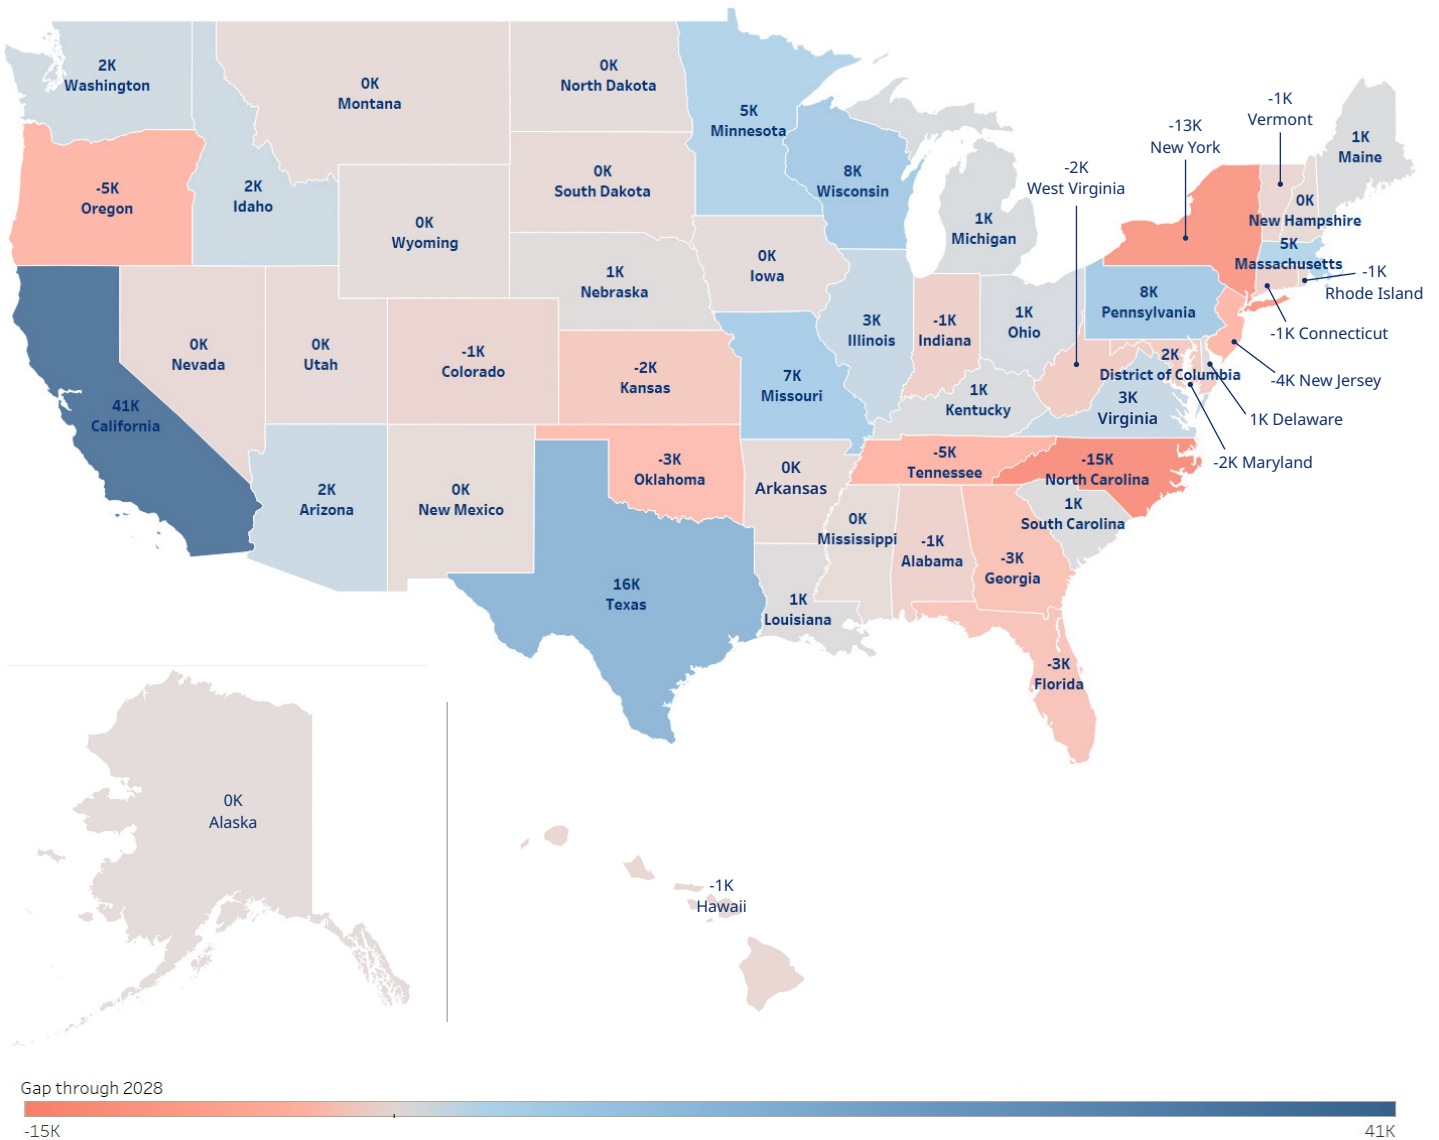 2K
Washington
0K
Montana
0K
North Dakota
5K
Minnesota
-1K
Vermont
-13K
New York
1K
Maine
-5K
Oregon
2K
Idaho
0K
Wyoming
0K
South Dakota
8K
Wisconsin
1K
Michigan
-2K
West Virginia
0K
New Hampshire
5K
Massachusetts
-1K
Rhode Island
-1K Connecticut
0K
Nevada
0K
Utah
-1K
Colorado
1K
Nebraska
0K
Iowa
3K
Illinois
-1K
Indiana
1K
Ohio
8K
Pennsylvania
2K
District of Columbia
-4K New Jersey
1K Delaware
-2K Maryland
41K
California
-2K
Kansas
7K
Missouri
1K
Kentucky
3K
Virginia
2K
Arizona
0K
New Mexico
-3K
Oklahoma
0K
Arkansas
-5K
Tennessee
-15K
North Carolina
1K
South Carolina
16K
Texas
1K
Louisiana
0K
Mississippi
-1K
Alabama
-3K
Georgia
-3K
Florida
0K
Alaska
-1K
Hawaii
Gap through 2028
-15K
41K